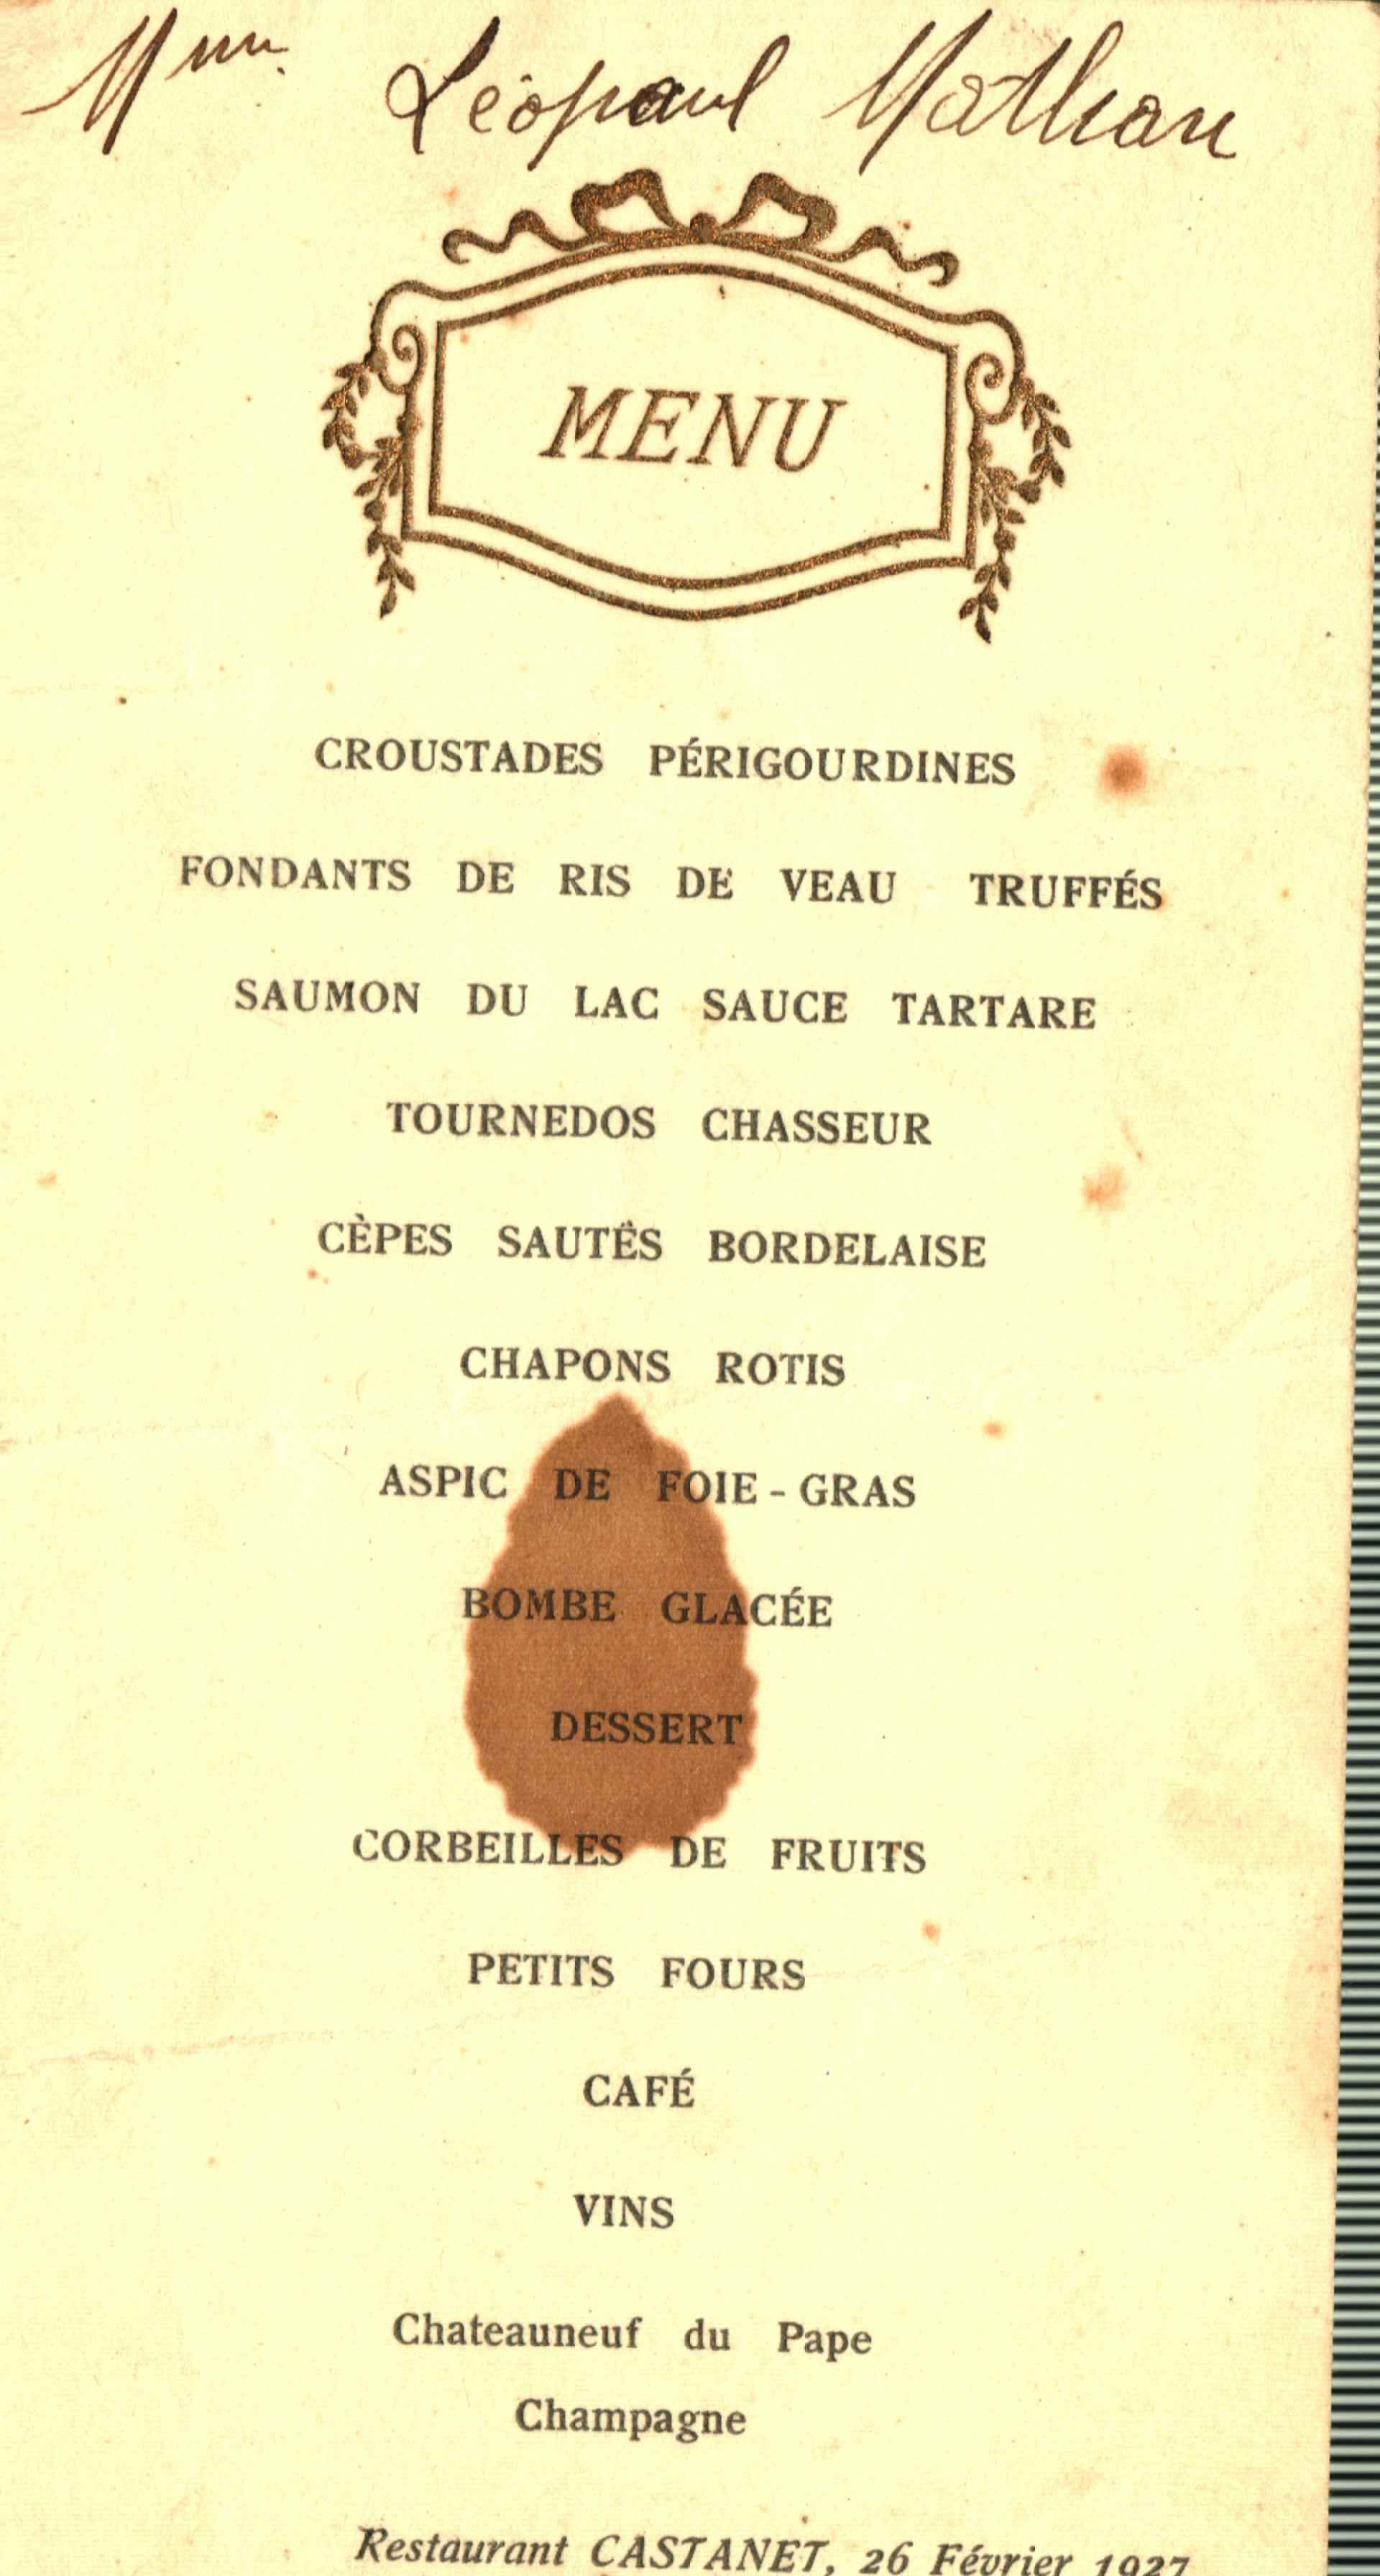 Mme Léopaul Mathan
MENU
CROUSTADES PÉRIGOURDINES
FONDANTS DE RIS DE VEAU TRUFFÉS
SAUMON DU LAC SAUCE TARTARE
TOURNEDOS CHASSEUR
CÈPES SAUTÉS BORDELAISE
CHAPONS ROTIS
ASPIC DE FOIE-GRAS
BOMBE GLACÉE
DESSERT
CORBEILLES DE FRUITS
PETITS FOURS
CAFÉ
VINS
Chateauneuf du Pape
Champagne
Restaurant CASTANET, 26 Février 1927